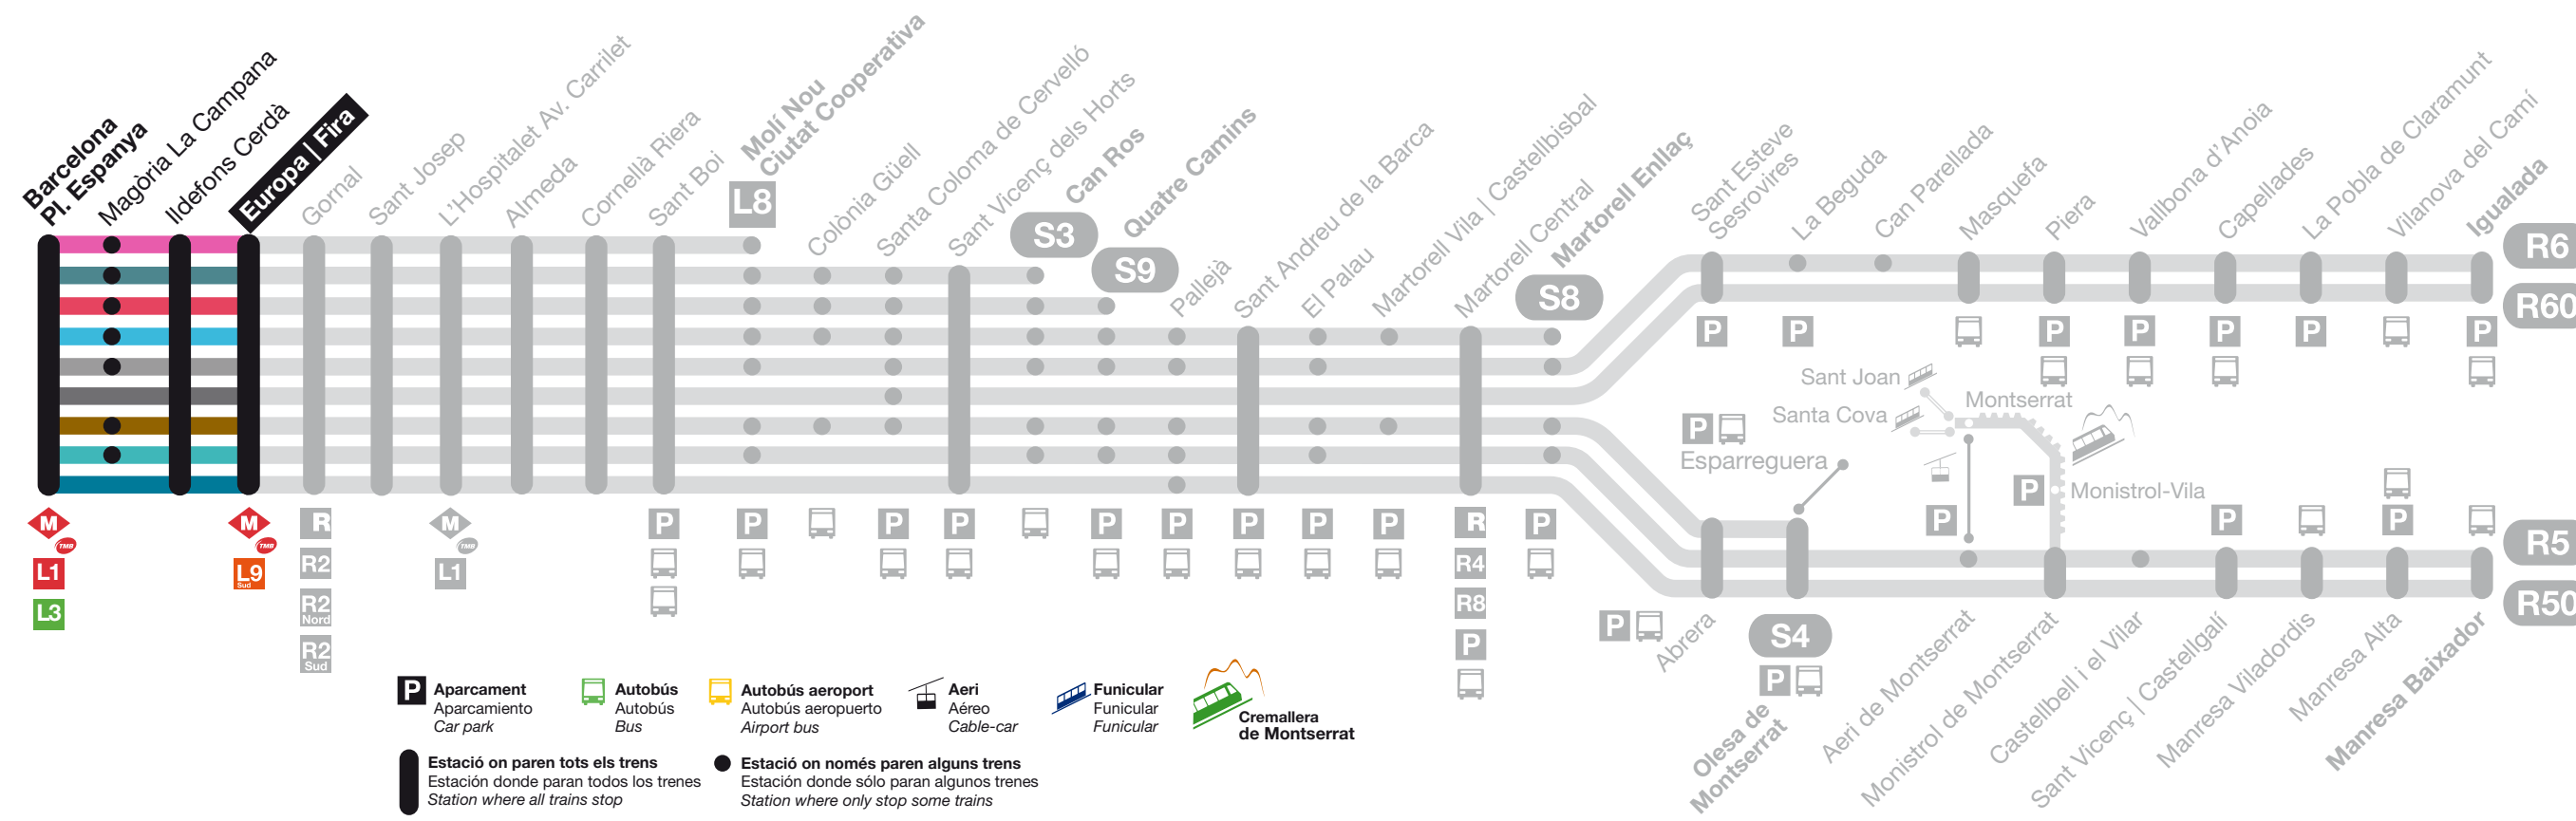 Barcelona
Pl. Espanya
Magòria La Campana
Ildefons Cerdà
Europa | Fira
Gornal
Sant Josep
L'Hospitalet Av. Carrilet
Almeda
Cornellà Riera
Sant Boi
Molí Nou
Ciutat Cooperativa
L8
Colònia Güell
Santa Coloma de Cervelló
Sant Vicenç dels Horts
Can Ros
S3
Quatre Camins
S9
Pallejà
Sant Andreu de la Barca
El Palau
Martorell Vila | Castellbisbal
Martorell Central
Martorell Enllaç
S8
Sant Esteve
Sesrovires
La Beguda
Can Parellada
Masquefa
Piera
Vallbona d'Anoia
Capellades
La Pobla de Claramunt
Vilanova del Camí
Igualada
R6
R60
P
P
P
P
P
P
P
Sant Joan
Santa Cova
Montserrat
P
Esparreguera
P
P
Monistrol-Vila
P
P
R5
R50
M
TMB
L1
L3
M
TMB
L9
Sud
R
R2
R2
Nord
R2
Sud
M
TMB
L1
P
P
P
P
P
P
P
P
P
R
R4
R8
P
P
P
Abrera
S4
P
Olesa de
Montserrat
Aeri de Montserrat
Monistrol de Montserrat
Castellbell i el Vilar
Sant Vicenç | Castellgalí
Manresa Viladordis
Manresa Alta
Manresa Baixador
P
Aparcament
Aparcamiento
Car park
Autobús
Autobús
Bus
Autobús aeroport
Autobús aeropuerto
Airport bus
Aeri
Aéreo
Cable-car
Funicular
Funicular
Funicular
Cremallera
de Montserrat
Estació on paren tots els trens
Estación donde paran todos los trenes
Station where all trains stop
Estació on només paren alguns trens
Estación donde sólo paran algunos trenes
Station where only stop some trains